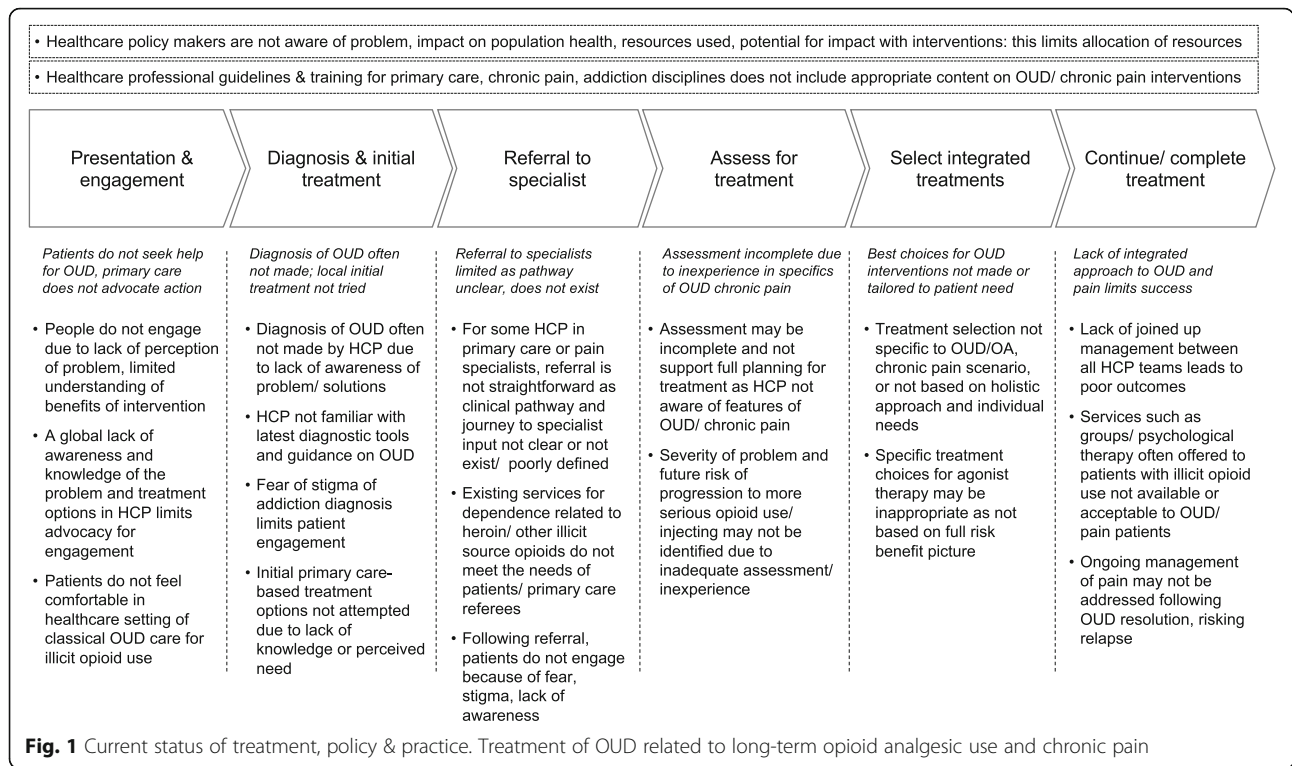 • Healthcare policy makers are not aware of problem, impact on population health, resources used, potential for impact with interventions: this limits allocation of resources
• Healthcare professional guidelines & training for primary care, chronic pain, addiction disciplines does not include appropriate content on OUD/ chronic pain interventions
Presentation &
engagement
Diagnosis & initial
treatment
Referral to
specialist
Assess for
treatment
Select integrated
treatments
Continue/ complete
treatment
Patients do not seek help
for OUD, primary care
does not advocate action
• People do not engage
due to lack of perception
of problem, limited
understanding of
benefits of intervention
• A global lack of
awareness and
knowledge of the
problem and treatment
options in HCP limits
advocacy for
engagement
• Patients do not feel
comfortable in
healthcare setting of
classical OUD care for
illicit opioid use
Diagnosis of OUD often
not made; local initial
treatment not tried
• Diagnosis of OUD often
not made by HCP due
to lack of awareness of
problem/ solutions
• HCP not familiar with
latest diagnostic tools
and guidance on OUD
• Fear of stigma of
addiction diagnosis
limits patient
engagement
• Initial primary care-
based treatment
options not attempted
due to lack of
knowledge or perceived
need
Referral to specialists
limited as pathway
unclear, does not exist
• For some HCP in
primary care or pain
specialists, referral is
not straightforward as
clinical pathway and
journey to specialist
input not clear or not
exist/ poorly defined
• Existing services for
dependence related to
heroin/ other illicit
source opioids do not
meet the needs of
patients/ primary care
referees
• Following referral,
patients do not engage
because of fear,
stigma, lack of
awareness
Assessment incomplete due
to inexperience in specifics
of OUD chronic pain
• Assessment may be
incomplete and not
support full planning for
treatment as HCP not
aware of features of
OUD/ chronic pain
• Severity of problem and
future risk of
progression to more
serious opioid use/
injecting may not be
identified due to
inadequate assessment/
inexperience
Best choices for OUD
interventions not made or
tailored to patient need
• Treatment selection not
specific to OUD/OA,
chronic pain scenario,
or not based on holistic
approach and individual
needs
• Specific treatment
choices for agonist
therapy may be
inappropriate as not
based on full risk
benefit picture
Lack of integrated
approach to OUD and
pain limits success
• Lack of joined up
management between
all HCP teams leads to
poor outcomes
• Services such as
groups/ psychological
therapy often offered to
patients with illicit opioid
use not available or
acceptable to OUD/
pain patients
• Ongoing management
of pain may not be
addressed following
OUD resolution, risking
relapse
Fig. 1 Current status of treatment, policy & practice. Treatment of OUD related to long-term opioid analgesic use and chronic pain